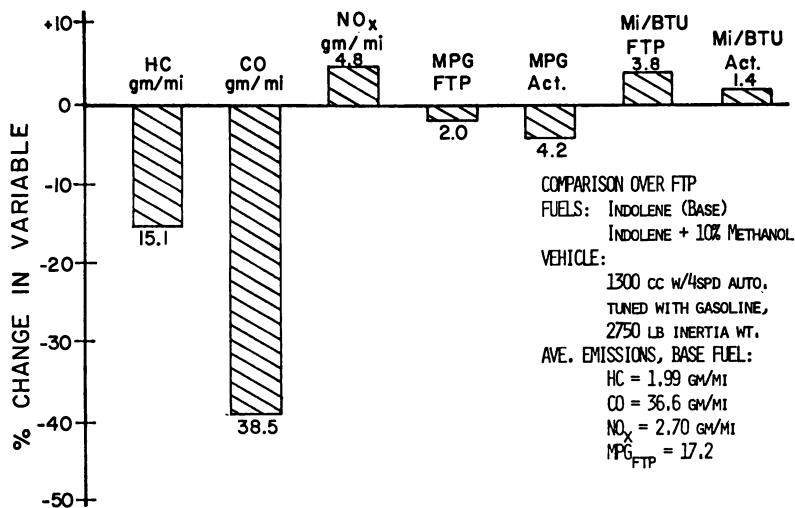 % CHANGE IN VARIABLE
+10
0
-10
-20
-30
-40
-50
HC
gm/mi
15.1
CO
gm/mi
38.5
NOx
gm/mi
4.8
MPG
FTP
2.0
MPG
Act.
4.2
Mi/BTU
FTP
3.8
Mi/BTU
Act.
1.4
COMPARISON OVER FTP
FUELS: INDOLENE (BASE)
INDOLENE + 10% METHANOL
VEHICLE:
1300 CC W/4SPD AUTO.
TUNED WITH GASOLINE,
2750 LB INERTIA WT.
AVE. EMISSIONS, BASE FUEL:
HC = 1.99 GM/MI
CO = 36.6 GM/MI
NOX = 2.70 GM/MI
MPGFTP = 17.2